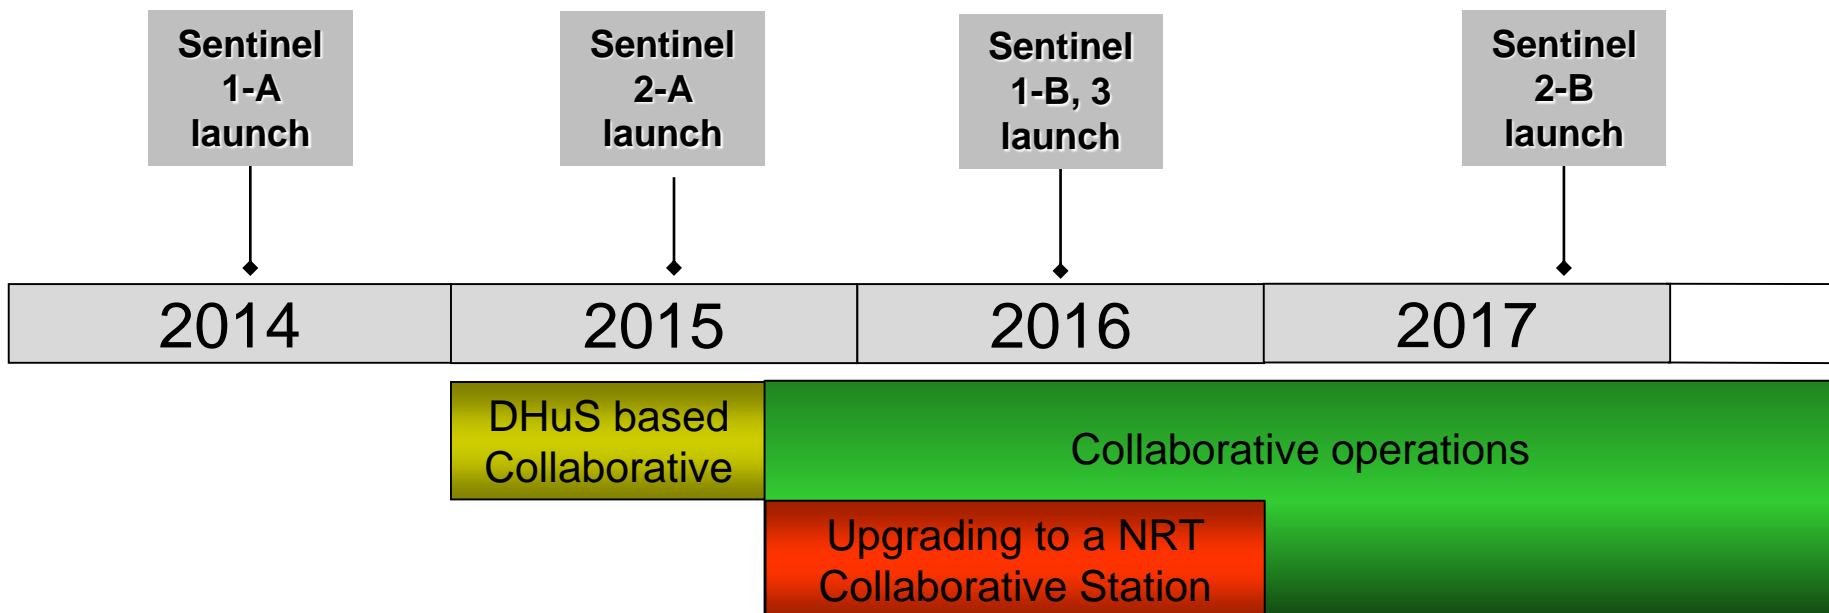 Sentinel
1-A
launch
Sentinel
2-A
launch
Sentinel
1-B, 3
launch
Sentinel
2-B
launch
2014
2015
2016
2017
DHuS based
Collaborative
Collaborative operations
Upgrading to a NRT
Collaborative Station